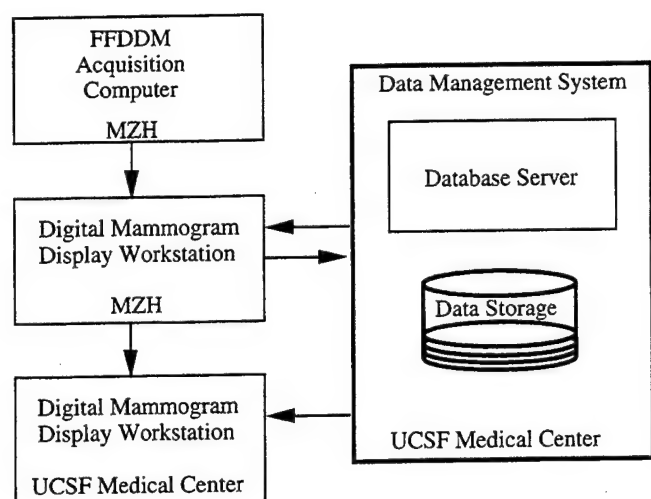 FFDDM
Acquisition
Computer
MZH
Digital Mammogram
Display Workstation
MZH
Digital Mammogram
Display Workstation
UCSF Medical Center
Data Management System
Database Server
Data Storage
UCSF Medical Center